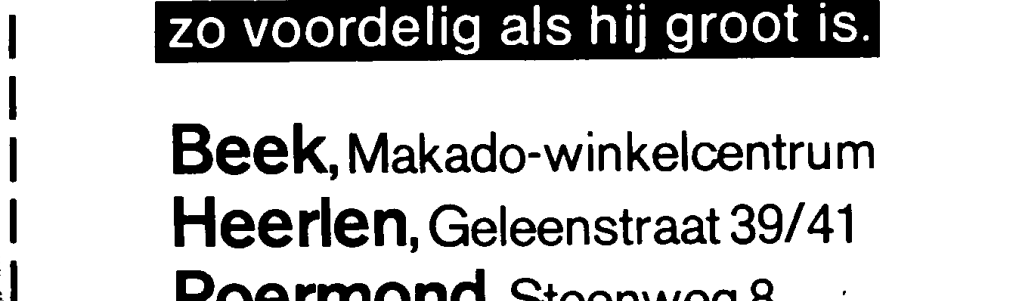 zo voordelig als hij groot is.
Beek, Makado-winkelcentrum
Heerlen, Geleenstraat 39/41
Roermond, Steenweg 8